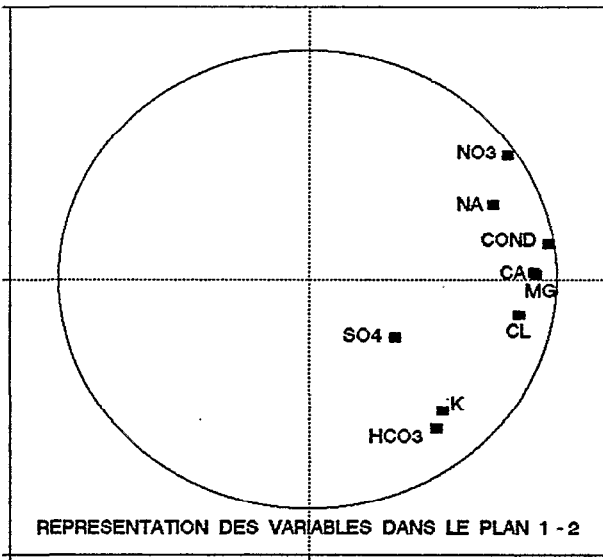 NO3
NA
COND
CA
MG
CL
SO4
K
HCO3
REPRESENTATION DES VARIABLES DANS LE PLAN 1 - 2